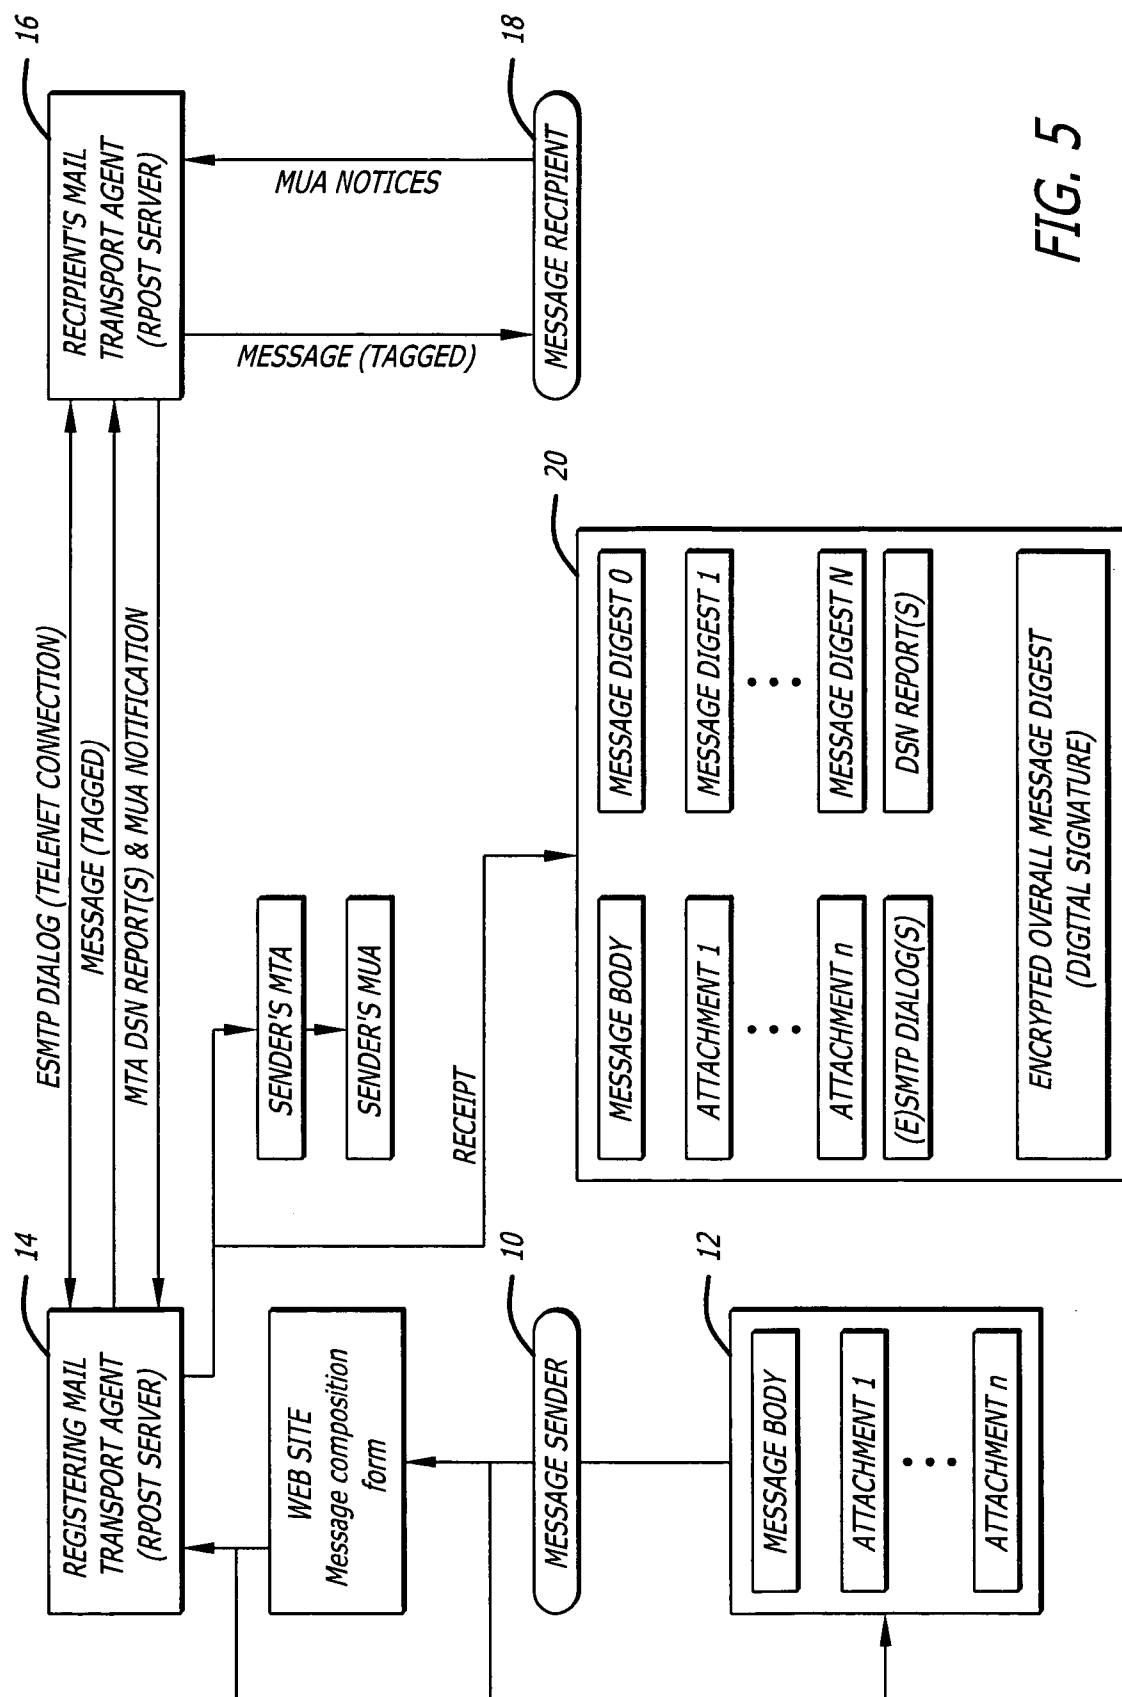 14
REGISTERING MAIL
TRANSPORT AGENT
(RPOST SERVER)
ESMTP DIALOG (TELENET CONNECTION)
MESSAGE (TAGGED)
MTA DSN REPORT(S) & MUA NOTIFICATION
16
RECIPIENT'S MAIL
TRANSPORT AGENT
(RPOST SERVER)
WEB SITE
Message composition
form
SENDER'S MTA
SENDER'S MUA
MESSAGE (TAGGED)
MUA NOTICES
RECEIPT
10
MESSAGE SENDER
18
MESSAGE RECIPIENT
12
MESSAGE BODY
ATTACHMENT 1
ATTACHMENT n
20
MESSAGE BODY
MESSAGE DIGEST 0
ATTACHMENT 1
MESSAGE DIGEST 1
ATTACHMENT n
MESSAGE DIGEST N
(E)SMTP DIALOG(S)
DSN REPORT(S)
ENCRYPTED OVERALL MESSAGE DIGEST
(DIGITAL SIGNATURE)
FIG. 5